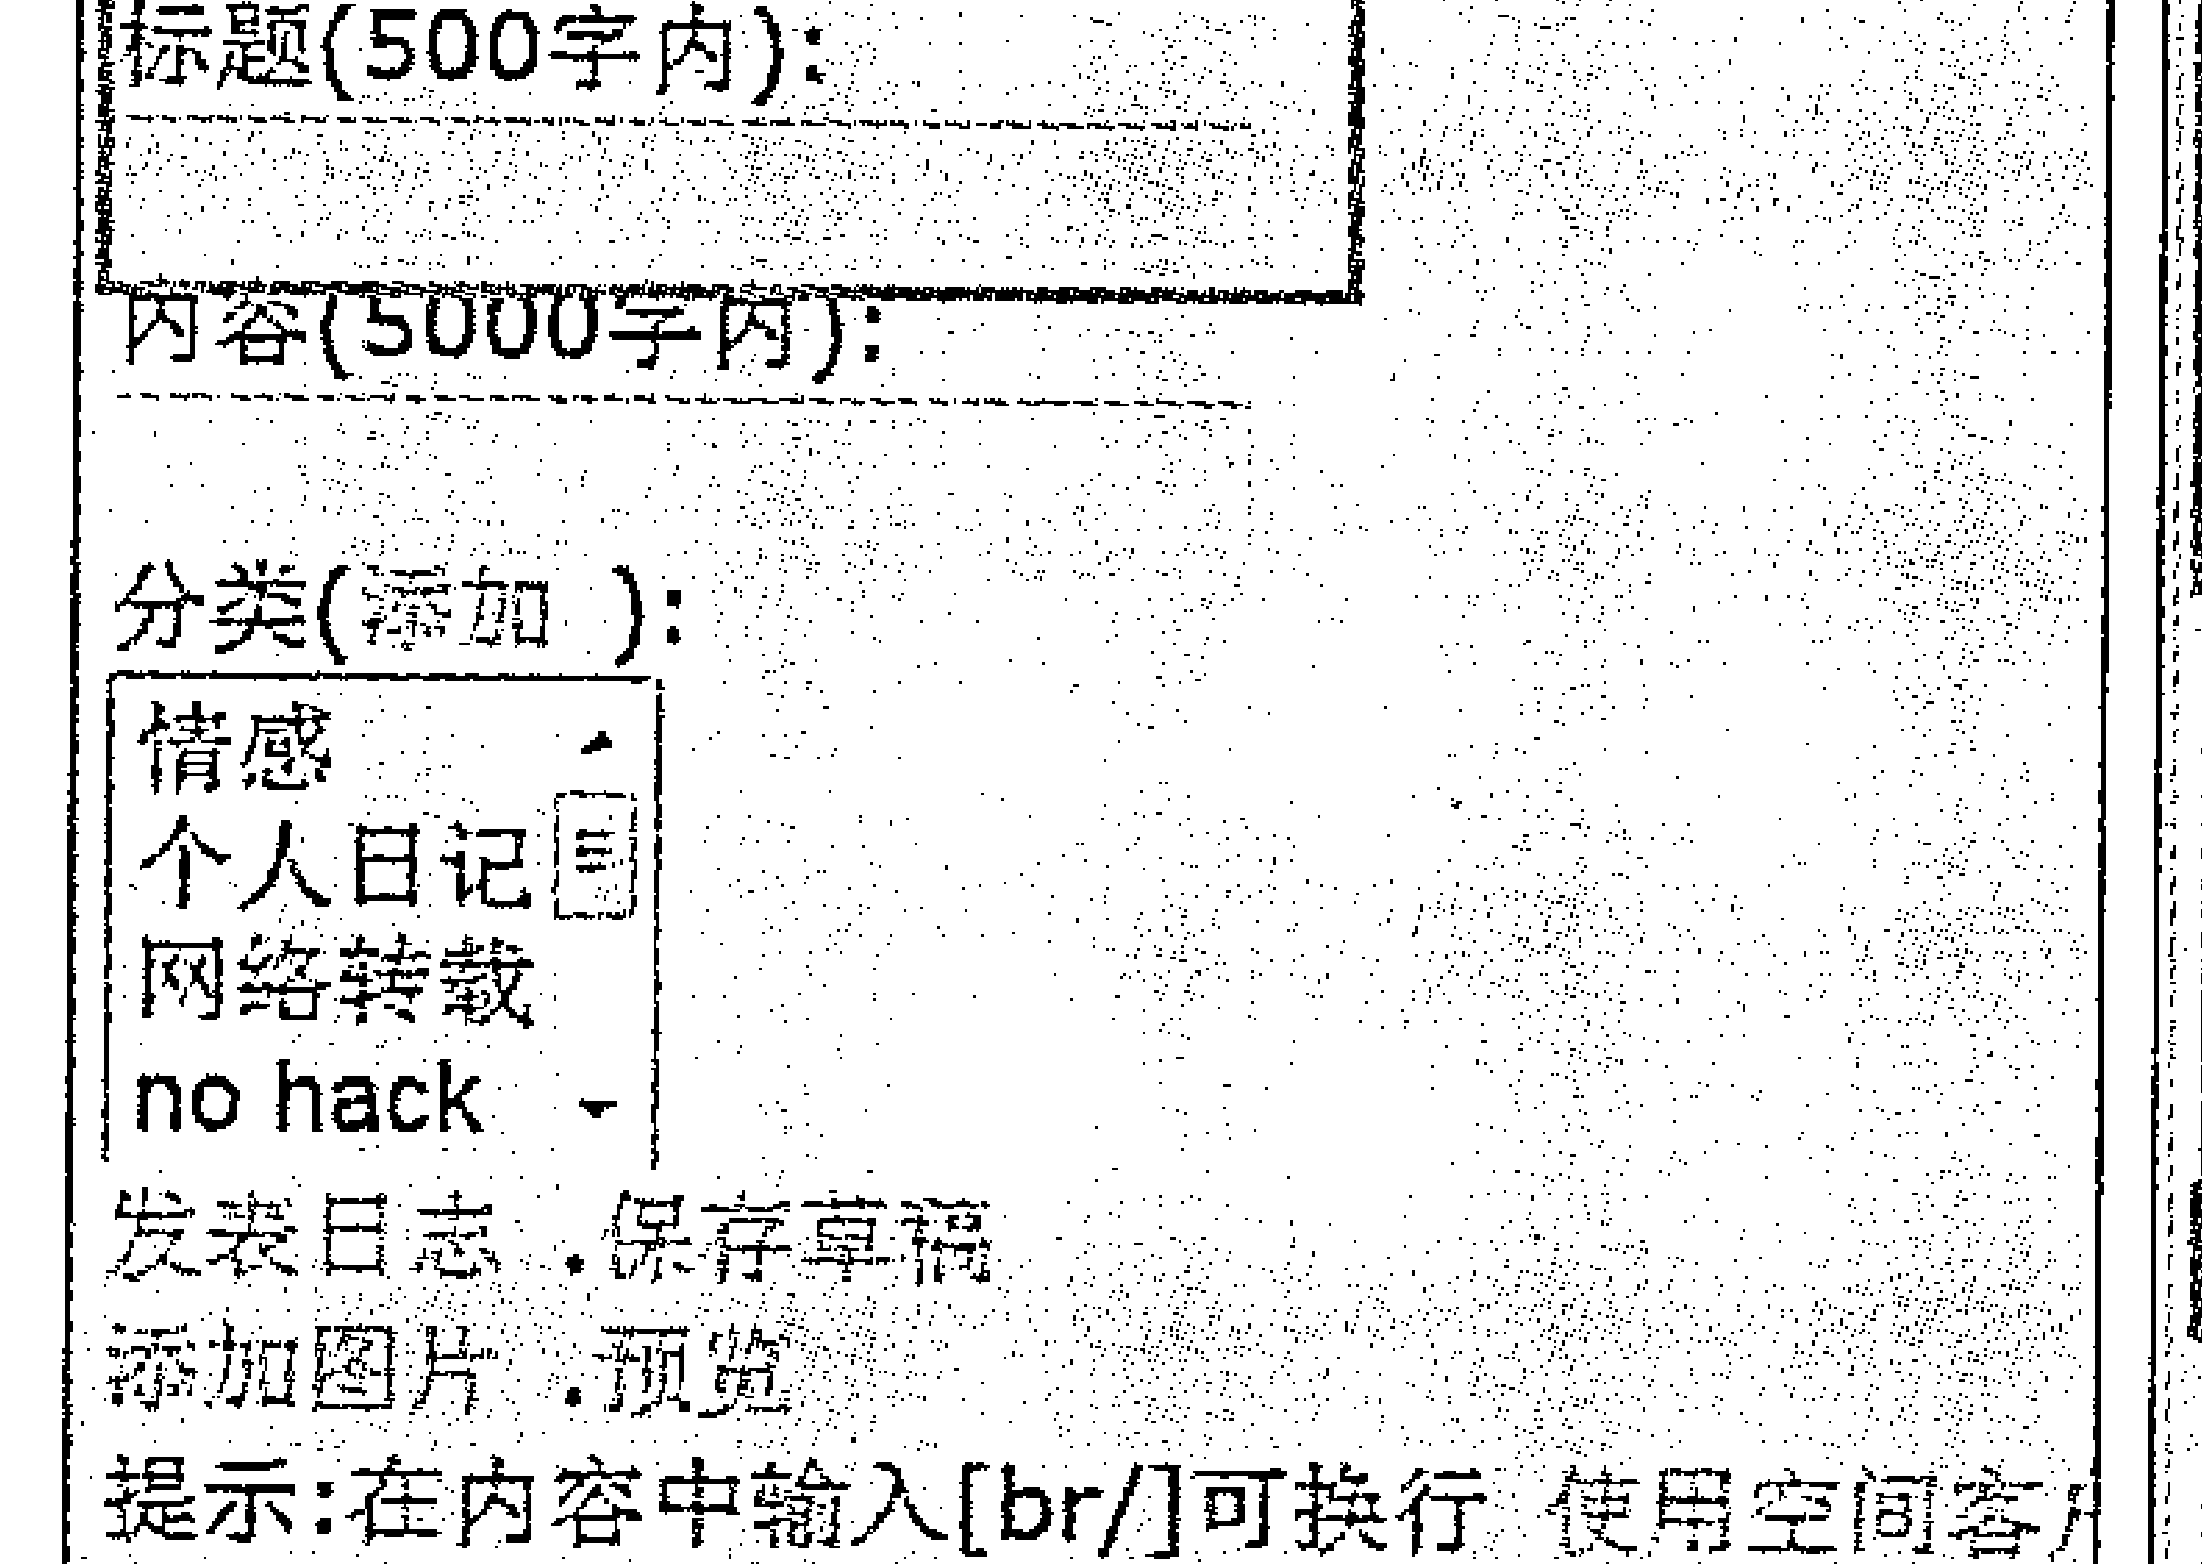 标题(500字内):
内容(5000字内):
分类(添加 ):
情感
个人日记
网络转载
no hack
发表日志 .保存草稿
添加图片 .预览
提示:在内容中输入[br/]可换行 使用空间客